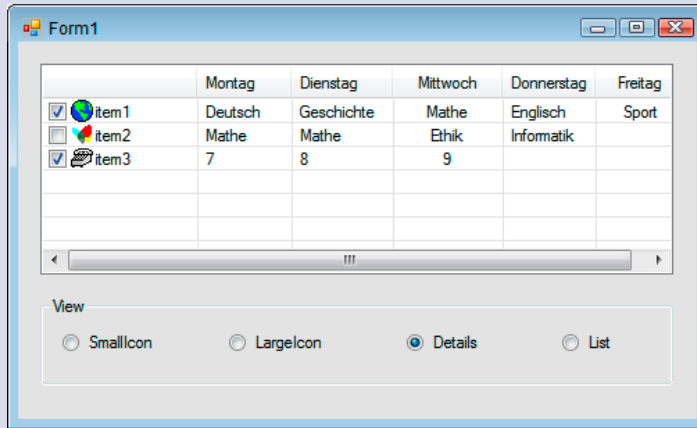 Form1
Montag Dienstag Mittwoch Donnerstag Freitag
item1 Deutsch Geschichte Mathe Englisch Sport
item2 Mathe Mathe Ethik Informatik
item3 7 8 9
View
SmallIcon LargeIcon Details List